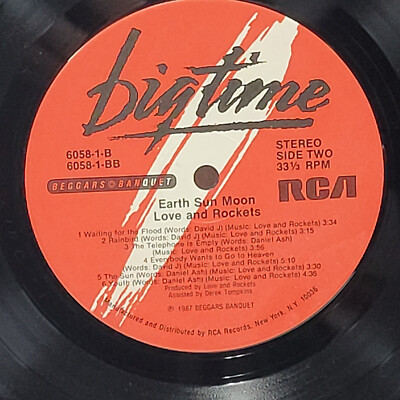 bigtime
6058-1-B
6058-1-BB
STEREO
SIDE TWO
33⅓ RPM
BEGGARS BANQUET
RCA
Earth Sun Moon
Love and Rockets
1 Waiting for the Flood (Words: David J) (Music: Love and Rockets) 3:34
2 Rainbird (Words: David J) (Music: Love and Rockets)
3 The Telephone is Empty (Words: Daniel Ash)
(Music: Love and Rockets)
4 Everybody Wants to Go to Heaven
(Words: David J) (Music: Love and Rockets) 5:10
5 The Sun (Words: Daniel Ash) (Music: Love and Rockets) 3:30
6 Youth (Words: Daniel Ash) (Music: Love and Rockets) 4:36
Produced by Love and Rockets
Assisted by Derek Tompkins
℗ 1987 BEGGARS BANQUET
Manufactured and Distributed by RCA Records, New York, N.Y. 10036